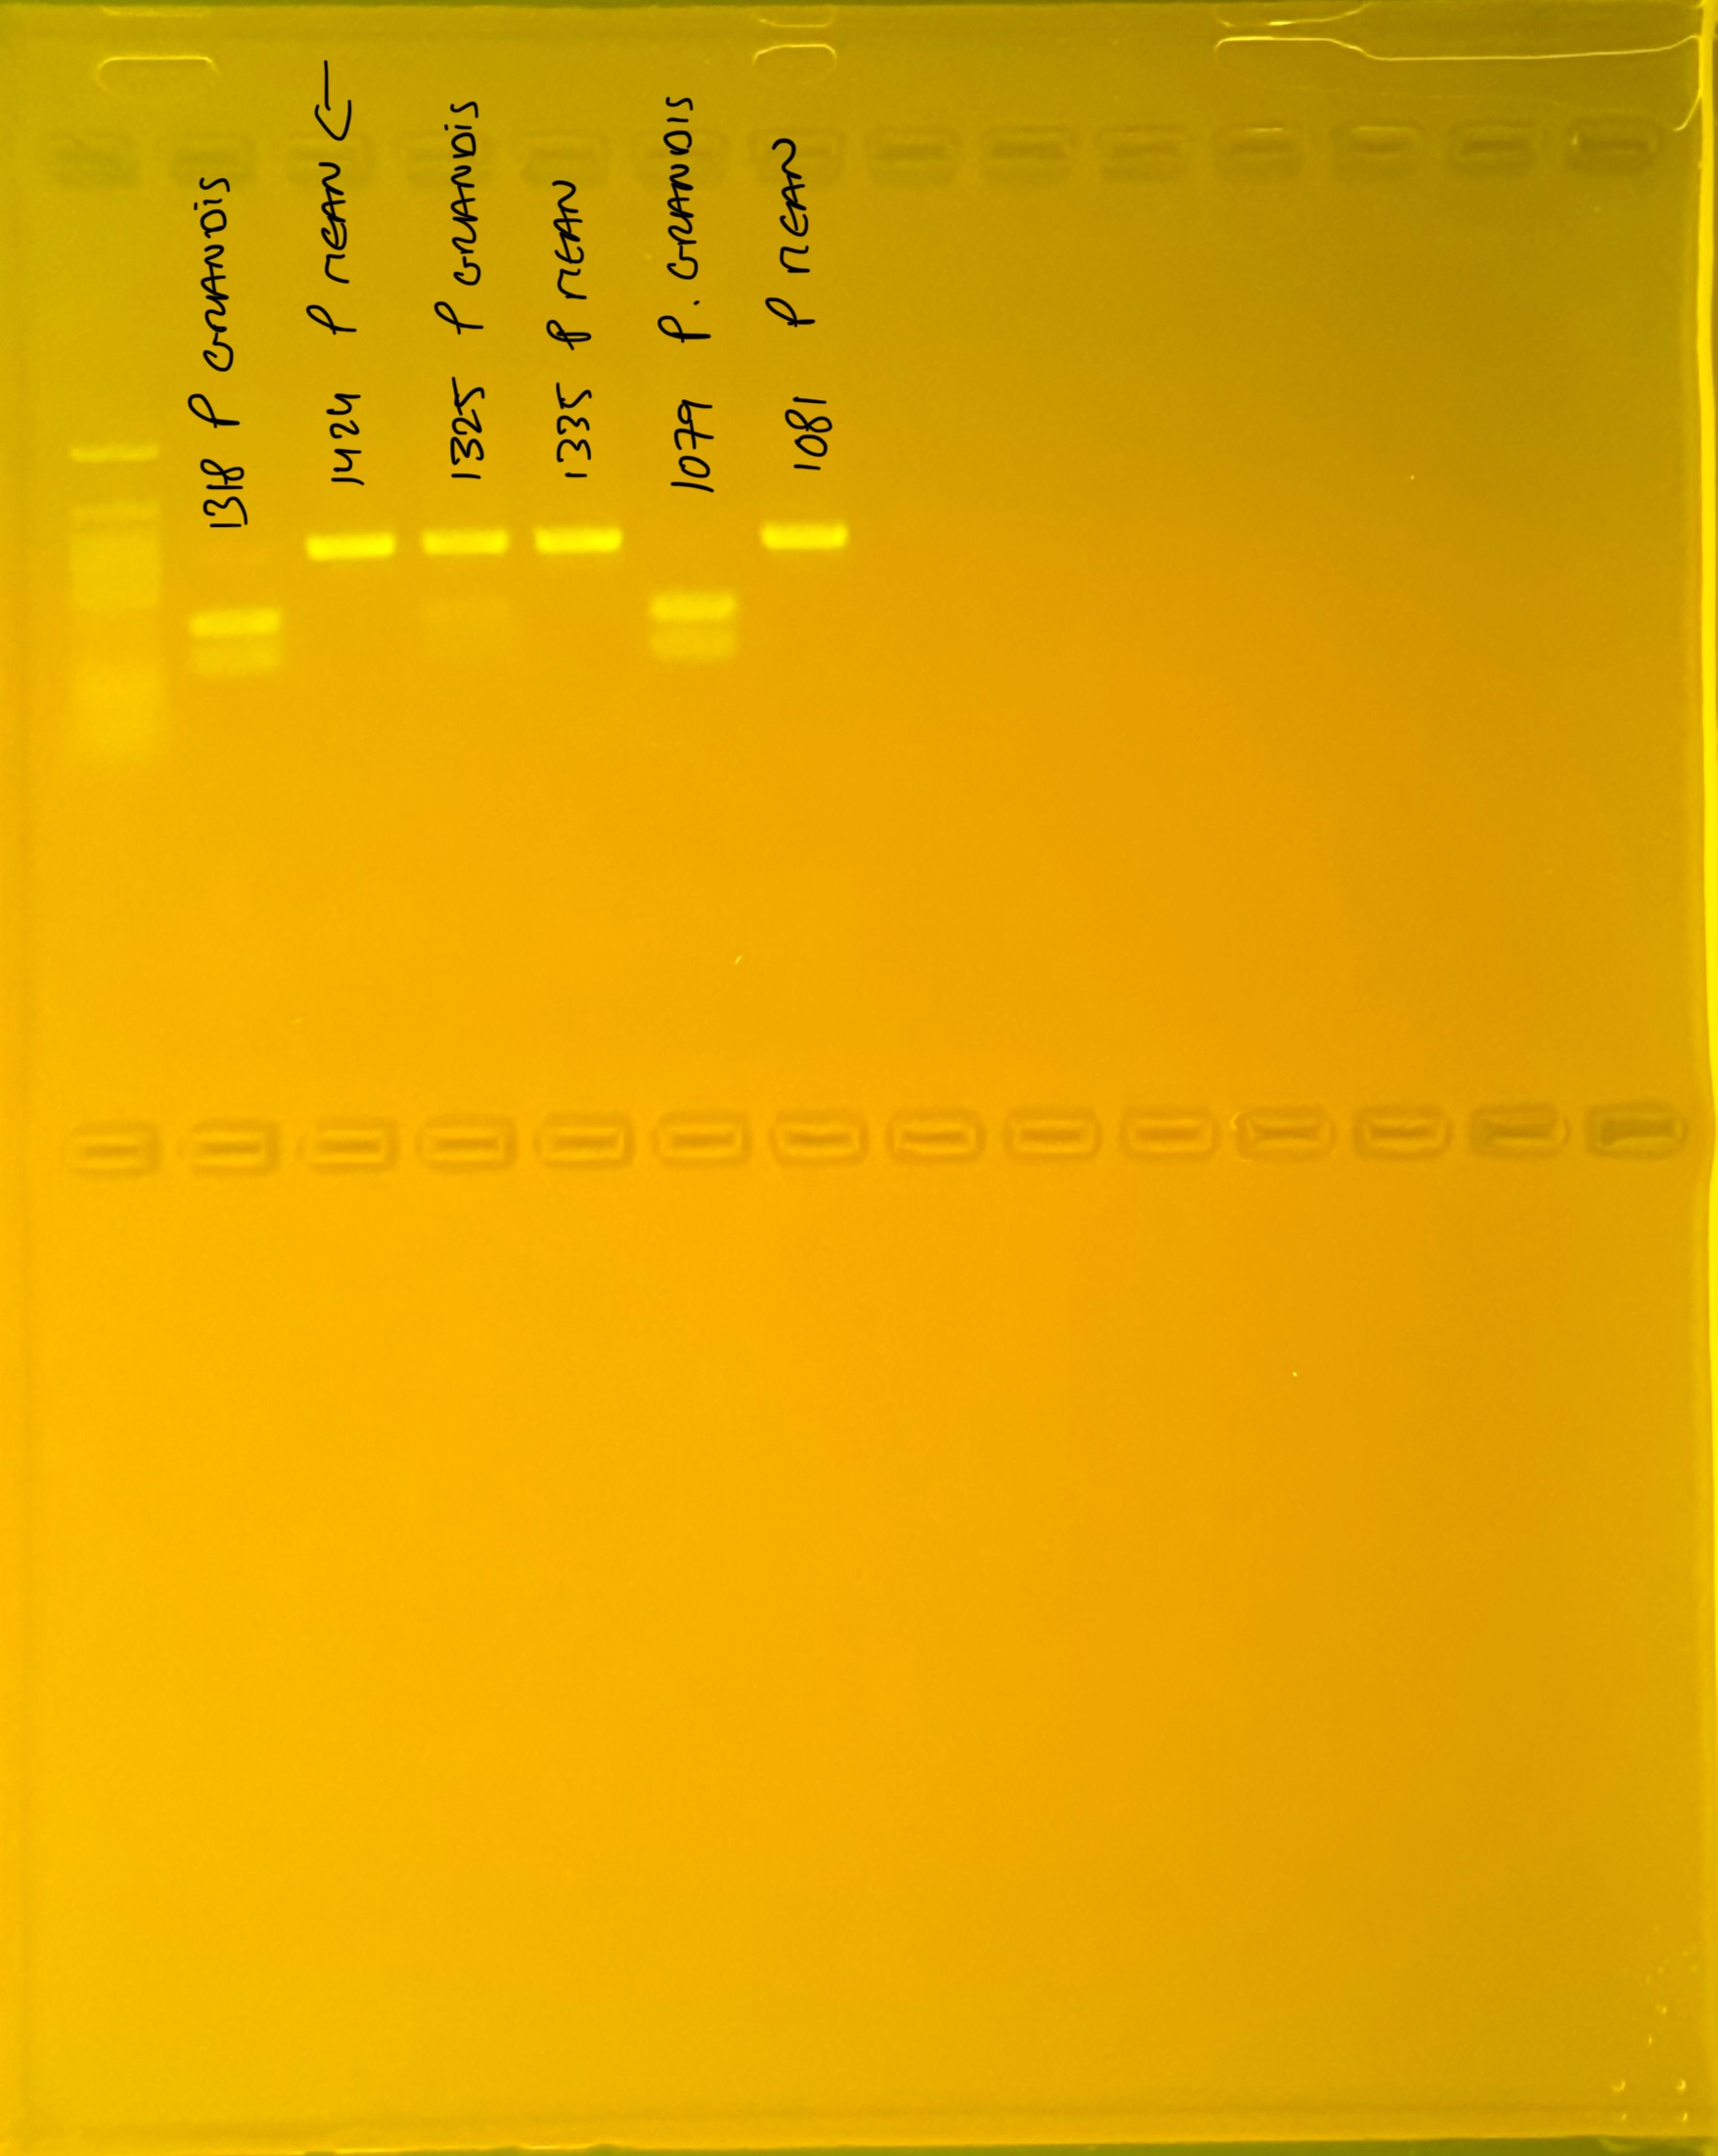 1318 P GRANDIS
1424 P MEAN ←
1325 P GRANDIS
1335 P MEAN
1079 P. GRANDIS
1081 P MEAN